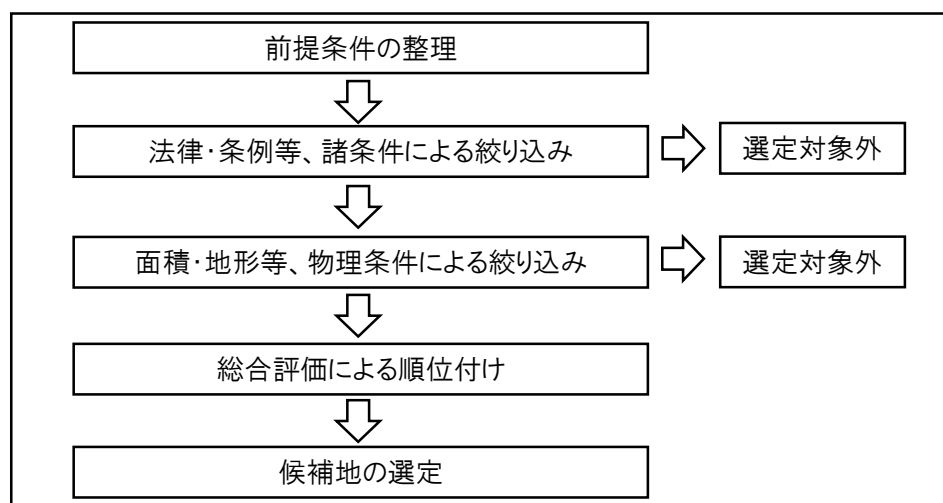 前提条件の整理
法律・条例等、諸条件による絞り込み
選定対象外
面積・地形等、物理条件による絞り込み
選定対象外
総合評価による順位付け
候補地の選定